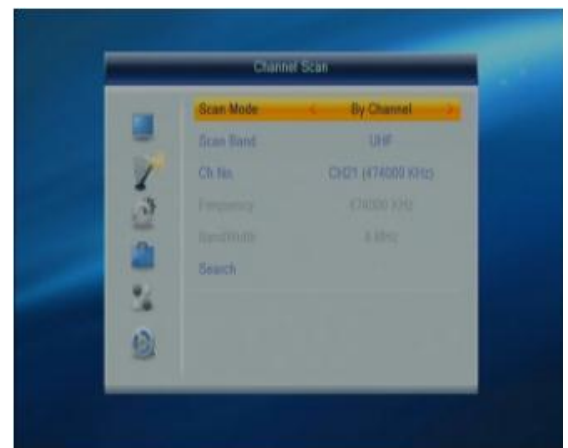 Channel Scan
Scan Mode < By Channel >
Scan Band UHF
Ch No. CH21 (474000 KHz)
Frequency 474000 KHz
BandWidth 8 MHz
Search